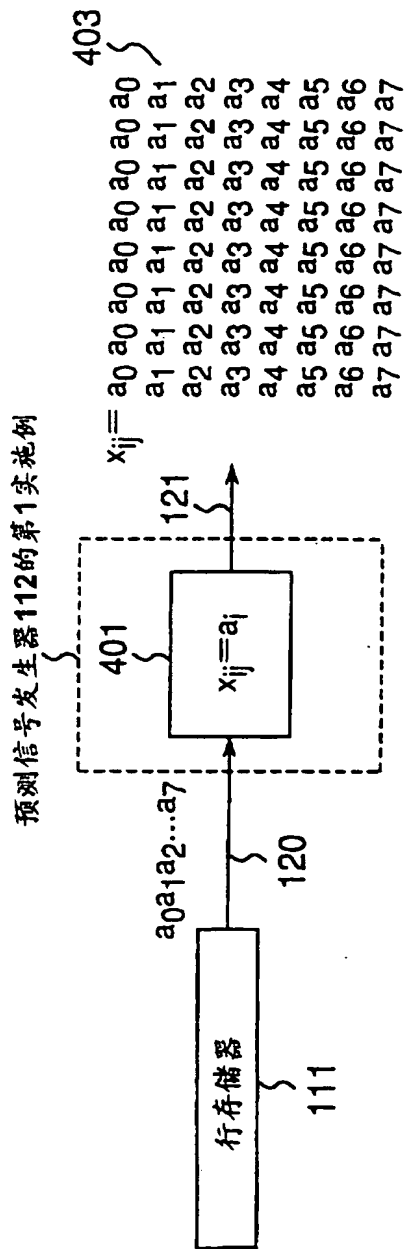 预测信号发生器112的第1实施例
403
x_ij= a₀ a₀ a₀ a₀ a₀ a₀ a₀ a₀
a₁ a₁ a₁ a₁ a₁ a₁ a₁ a₁
a₂ a₂ a₂ a₂ a₂ a₂ a₂ a₂
a₃ a₃ a₃ a₃ a₃ a₃ a₃ a₃
a₄ a₄ a₄ a₄ a₄ a₄ a₄ a₄
a₅ a₅ a₅ a₅ a₅ a₅ a₅ a₅
a₆ a₆ a₆ a₆ a₆ a₆ a₆ a₆
a₇ a₇ a₇ a₇ a₇ a₇ a₇ a₇
401
x_ij=a_i
121
a₀a₁a₂...a₇
120
行存储器
111